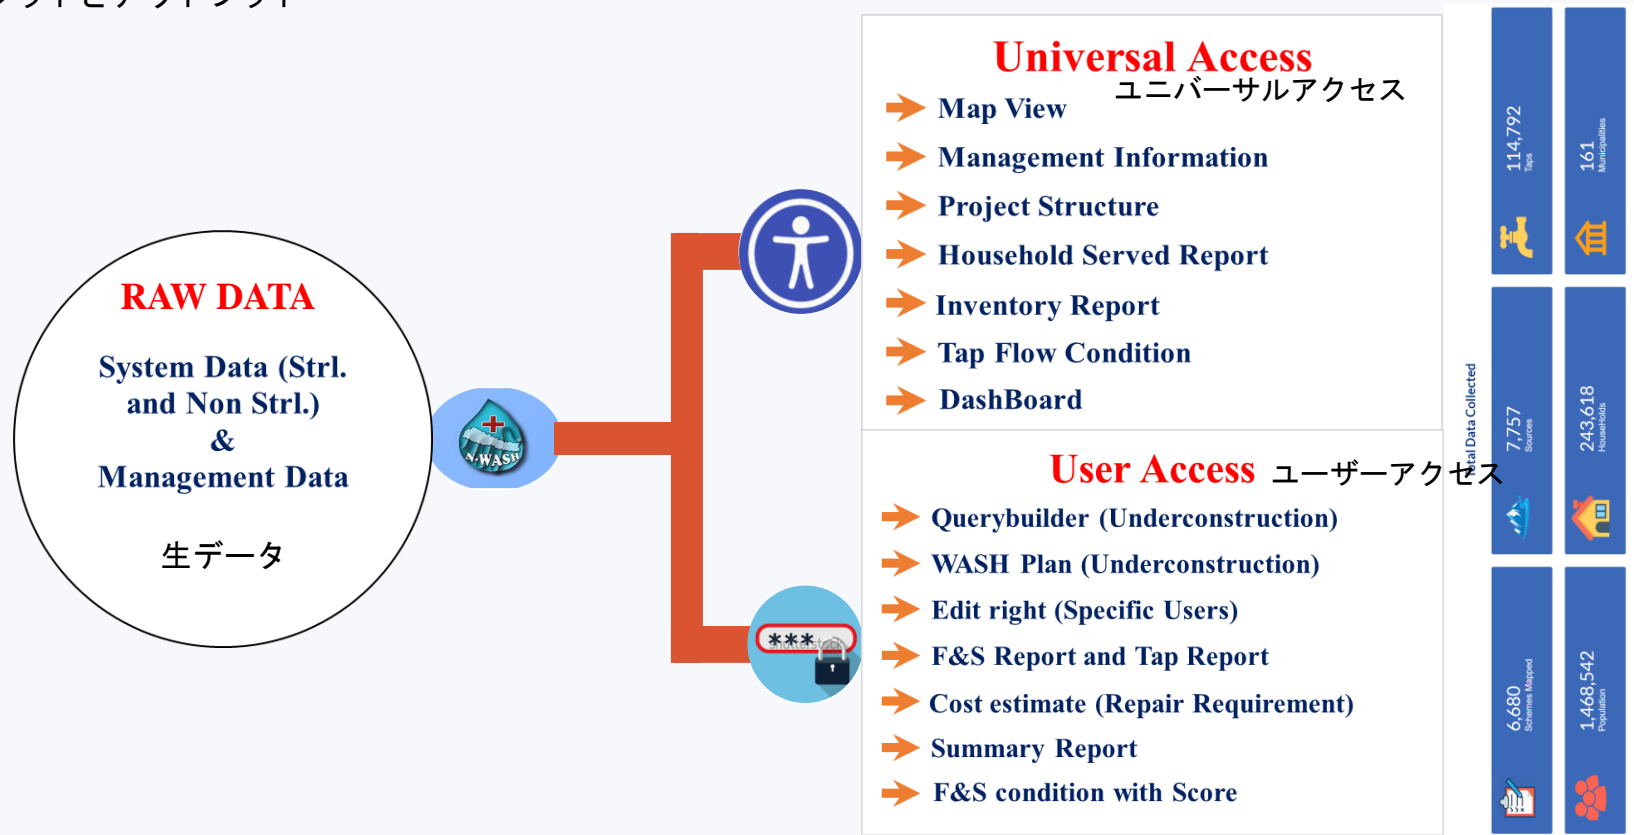 RAW DATA
System Data (Strl.
and Non Strl.)
&
Management Data
生データ
N-WASH
Universal Access
ユニバーサルアクセス
Map View
Management Information
Project Structure
Household Served Report
Inventory Report
Tap Flow Condition
DashBoard
User Access ユーザーアクセス
Querybuilder (Underconstruction)
WASH Plan (Underconstruction)
Edit right (Specific Users)
F&S Report and Tap Report
Cost estimate (Repair Requirement)
Summary Report
F&S condition with Score
***
shutterstock
Total Data Collected
6,680
Schemes Mapped
7,757
Sources
114,792
Taps
1,468,542
Population
243,618
HouseHolds
161
Municipalities